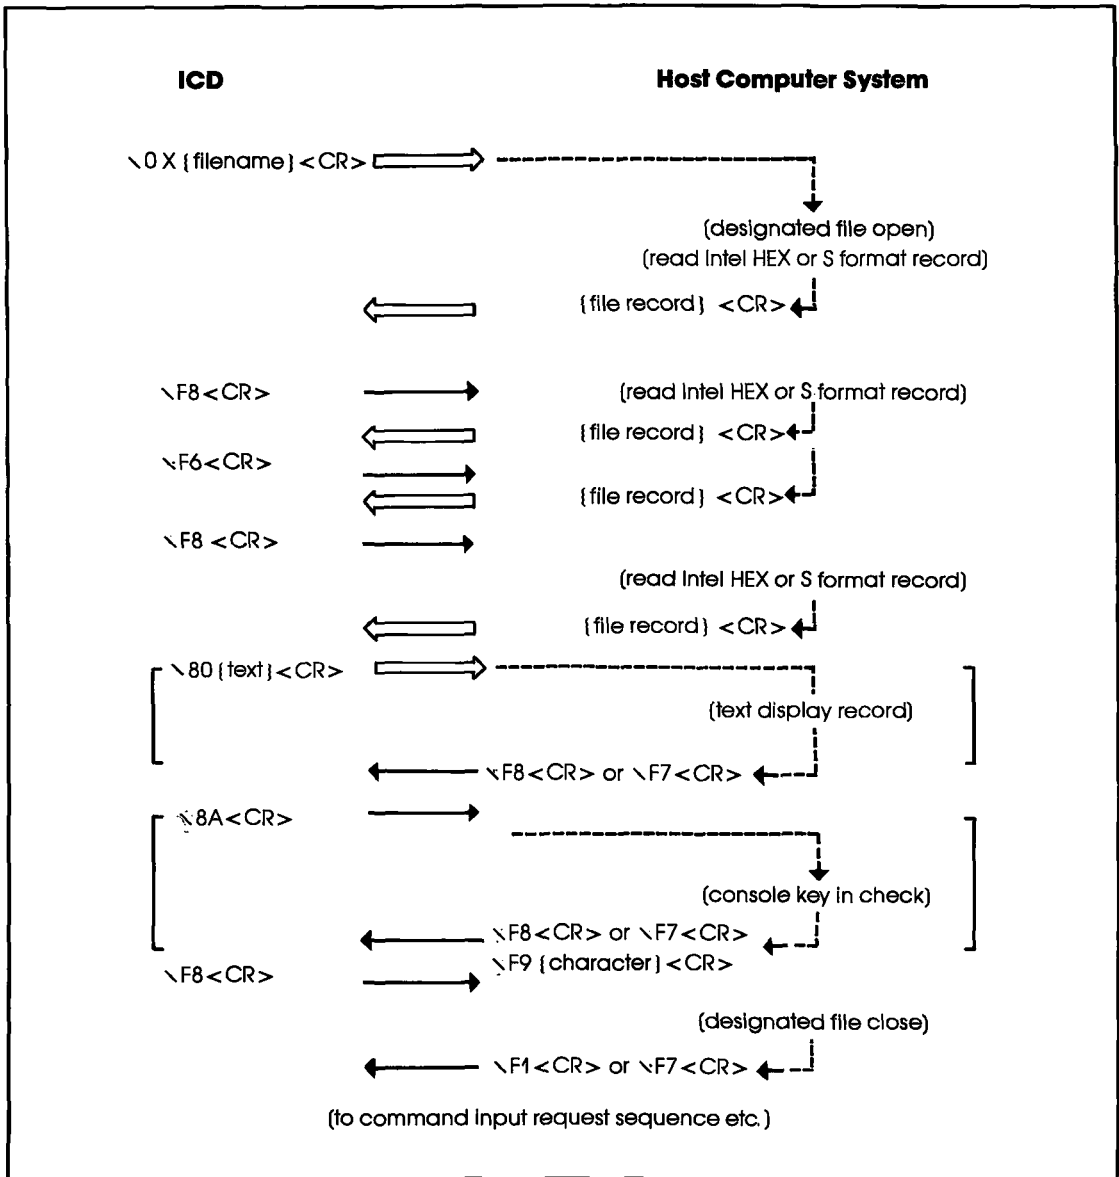 ICD Host Computer System
\0 X {filename} <CR>
(designated file open)
(read Intel HEX or S format record)
{file record} <CR>
\F8<CR> (read Intel HEX or S format record)
{file record} <CR>
\F6<CR>
{file record} <CR>
\F8 <CR>
(read Intel HEX or S format record)
{file record} <CR>
\80 {text} <CR>
(text display record)
\F8<CR> or \F7<CR>
\8A<CR>
(console key in check)
\F8<CR> or \F7<CR>
\F9 {character} <CR>
\F8<CR>
(designated file close)
\F1<CR> or \F7<CR>
(to command input request sequence etc.)